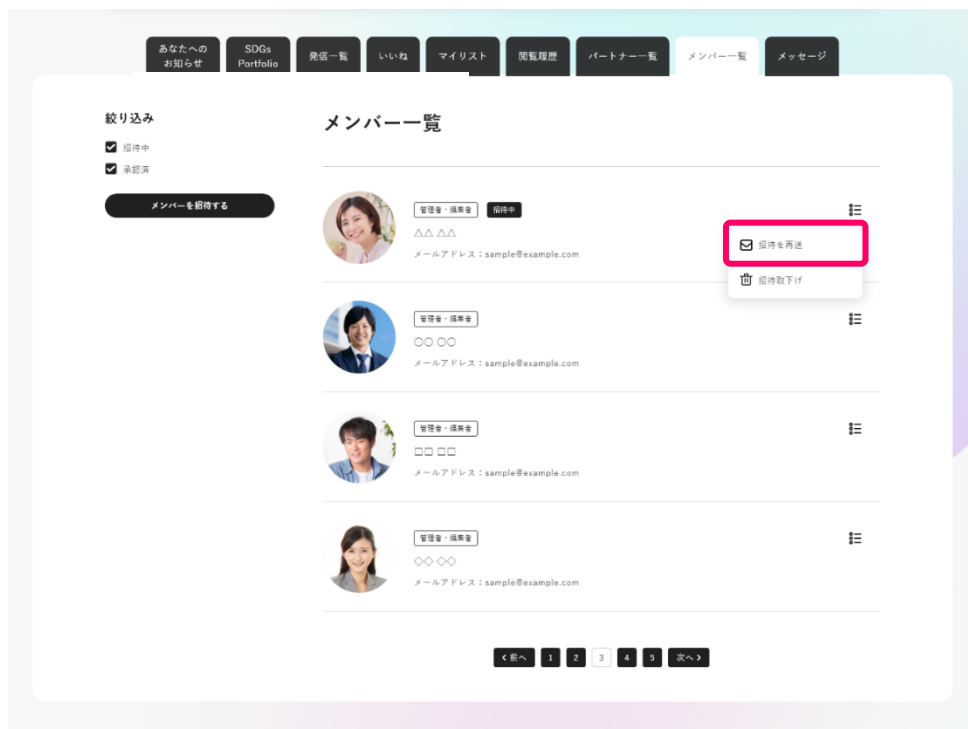 あなたへの
お知らせ
SDGs
Portfolio
発信一覧
いいね
マイリスト
閲覧履歴
パートナー一覧
メンバー一覧
メッセージ
絞り込み
招待中
承認済
メンバーを招待する
メンバー一覧
管理者・編集者 招待中
△△ △△
メールアドレス：sample@example.com
招待を再送
招待取下げ
管理者・編集者
○○ ○○
メールアドレス：sample@example.com
管理者・編集者
□□ □□
メールアドレス：sample@example.com
管理者・編集者
◇◇ ◇◇
メールアドレス：sample@example.com
前へ 1 2 3 4 5 次へ